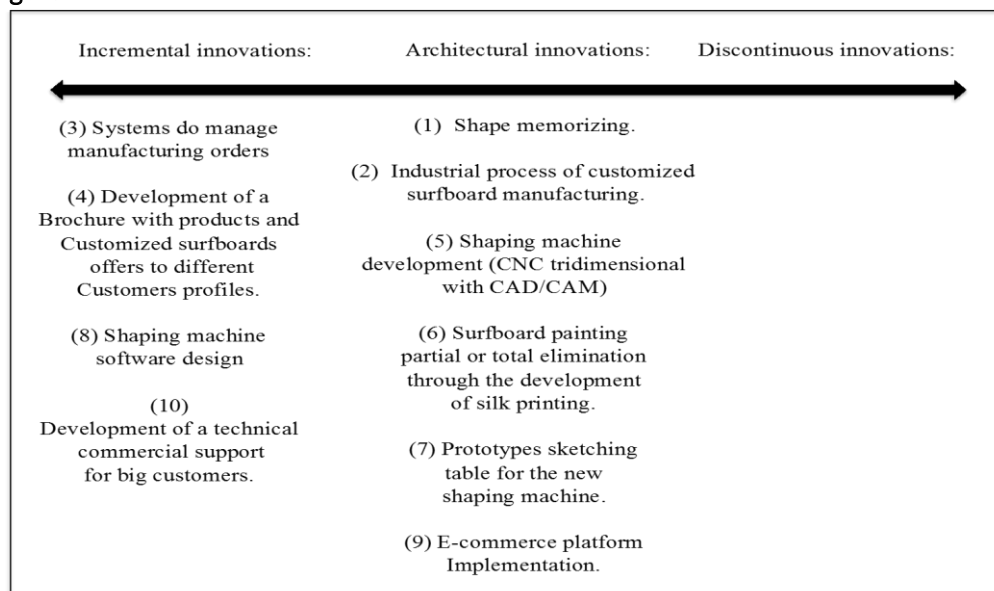 Incremental innovations:
Architectural innovations:
Discontinuous innovations:
(3) Systems do manage
manufacturing orders
(4) Development of a
Brochure with products and
Customized surfboards
offers to different
Customers profiles.
(8) Shaping machine
software design
(10)
Development of a technical
commercial support
for big customers.
(1) Shape memorizing.
(2) Industrial process of customized
surfboard manufacturing.
(5) Shaping machine
development (CNC tridimensional
with CAD/CAM)
(6) Surfboard painting
partial or total elimination
through the development
of silk printing.
(7) Prototypes sketching
table for the new
shaping machine.
(9) E-commerce platform
Implementation.